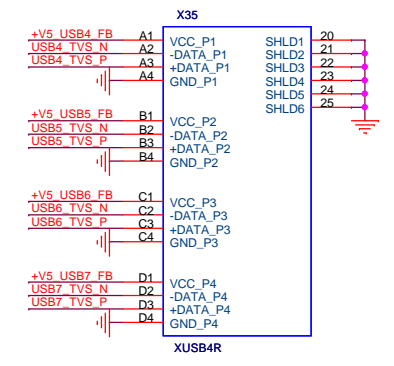 X35
+V5_USB4_FB A1 VCC_P1 SHLD1 20
USB4_TVS_N A2 -DATA_P1 SHLD2 21
USB4_TVS_P A3 +DATA_P1 SHLD3 22
A4 GND_P1 SHLD4 23
SHLD5 24
SHLD6 25
+V5_USB5_FB B1 VCC_P2
USB5_TVS_N B2 -DATA_P2
USB5_TVS_P B3 +DATA_P2
B4 GND_P2
+V5_USB6_FB C1 VCC_P3
USB6_TVS_N C2 -DATA_P3
USB6_TVS_P C3 +DATA_P3
C4 GND_P3
+V5_USB7_FB D1 VCC_P4
USB7_TVS_N D2 -DATA_P4
USB7_TVS_P D3 +DATA_P4
D4 GND_P4
XUSB4R